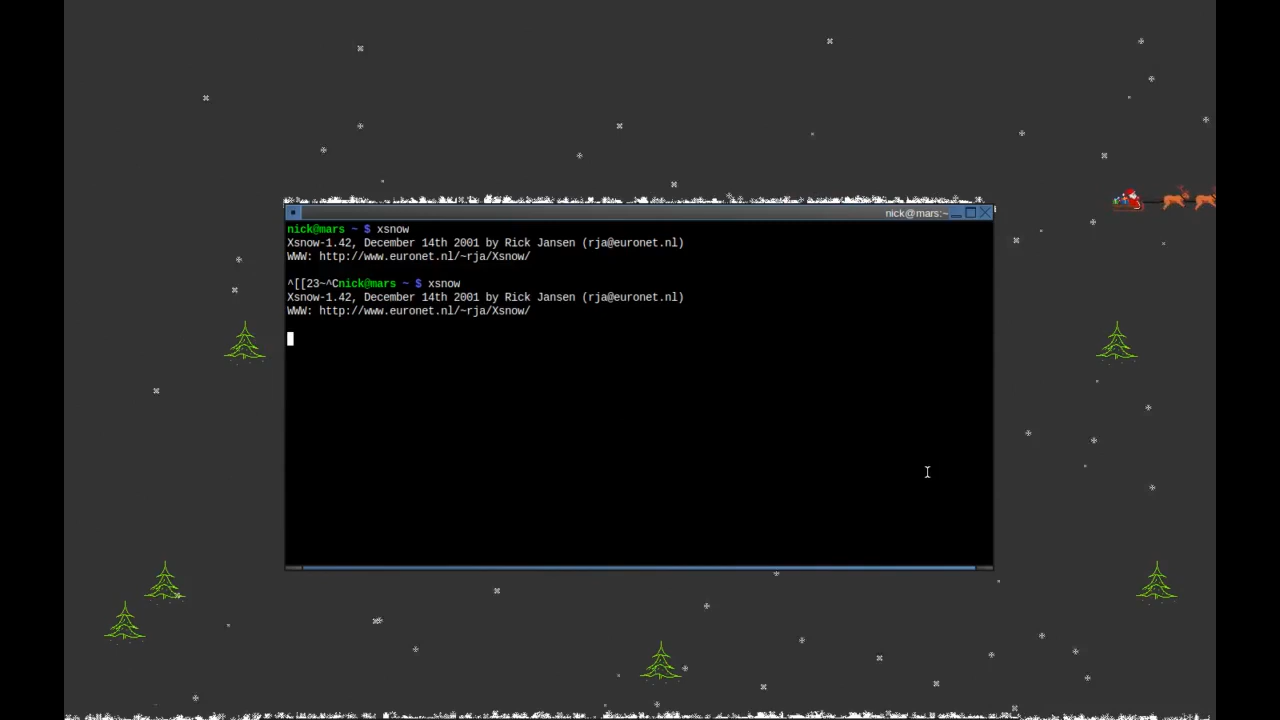 nick@mars:~
nick@mars ~ $ xsnow
Xsnow-1.42, December 14th 2001 by Rick Jansen (rja@euronet.nl)
WWW: http://www.euronet.nl/~rja/Xsnow/
^[[23~^Cnick@mars ~ $ xsnow
Xsnow-1.42, December 14th 2001 by Rick Jansen (rja@euronet.nl)
WWW: http://www.euronet.nl/~rja/Xsnow/